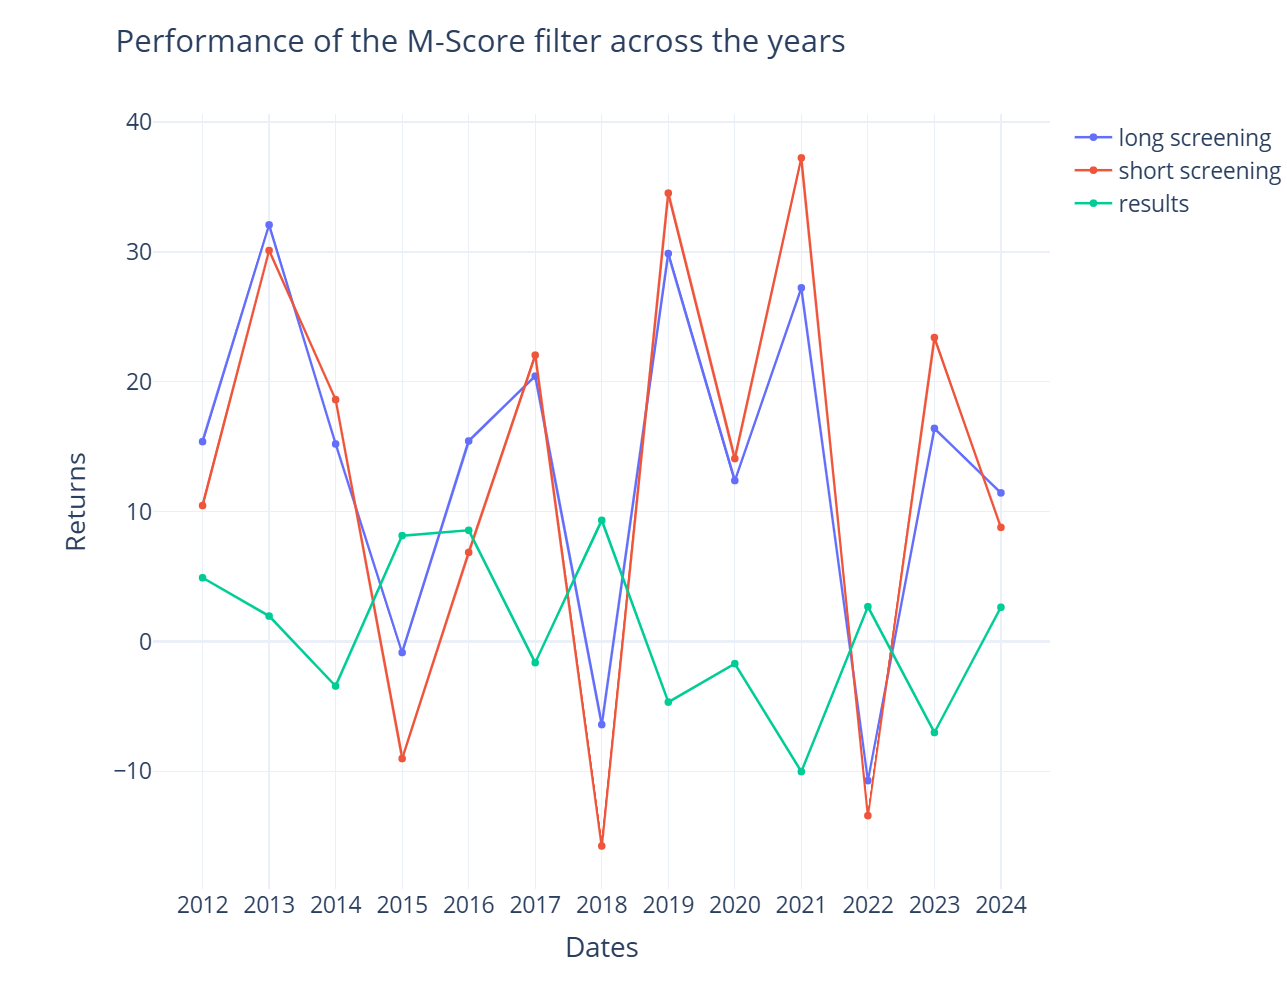 Performance of the M-Score filter across the years
long screening
short screening
results
40
30
20
10
0
−10
Returns
2012 2013 2014 2015 2016 2017 2018 2019 2020 2021 2022 2023 2024
Dates